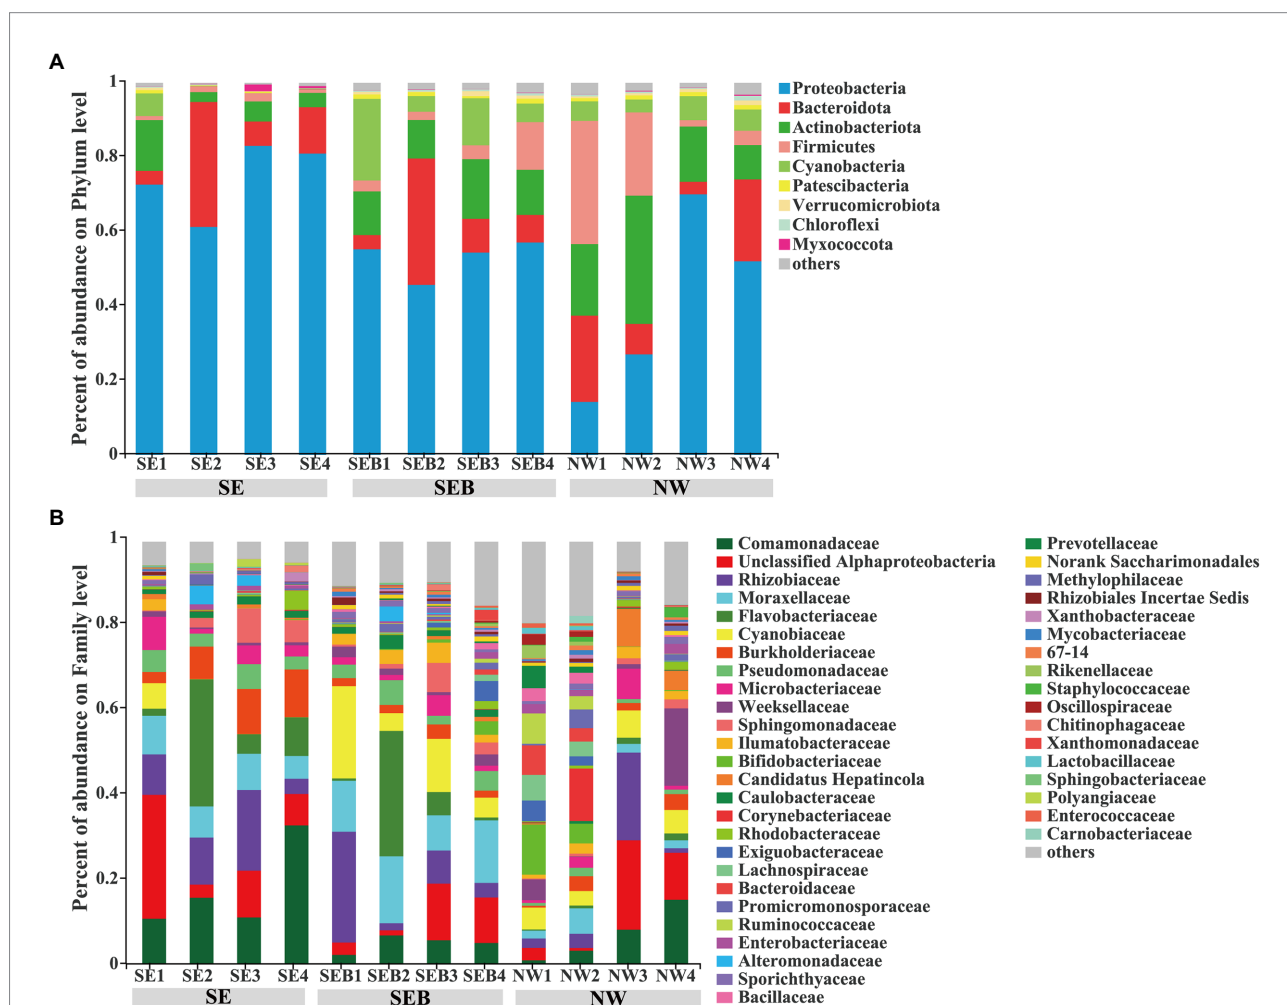 A
Percent of abundance on Phylum level
1
0.8
0.6
0.4
0.2
0
SE1 SE2 SE3 SE4 SEB1 SEB2 SEB3 SEB4 NW1 NW2 NW3 NW4
SE SEB NW
Proteobacteria
Bacteroidota
Actinobacteriota
Firmicutes
Cyanobacteria
Patescibacteria
Verrucomicrobiota
Chloroflexi
Myxococcota
others
B
Percent of abundance on Family level
1
0.8
0.6
0.4
0.2
0
SE1 SE2 SE3 SE4 SEB1 SEB2 SEB3 SEB4 NW1 NW2 NW3 NW4
SE SEB NW
Comamonadaceae
Unclassified Alphaproteobacteria
Rhizobiaceae
Moraxellaceae
Flavobacteriaceae
Cyanobiaceae
Burkholderiaceae
Pseudomonadaceae
Microbacteriaceae
Weeksellaceae
Sphingomonadaceae
Ilumatobacteraceae
Bifidobacteriaceae
Candidatus Hepatincola
Caulobacteraceae
Corynebacteriaceae
Rhodobacteraceae
Exiguobacteraceae
Lachnospiraceae
Bacteroidaceae
Promicromonosporaceae
Ruminococcaceae
Enterobacteriaceae
Alteromonadaceae
Sporichthyaceae
Bacillaceae
Prevotellaceae
Norank Saccharimonadales
Methylophilaceae
Rhizobiales Incertae Sedis
Xanthobacteraceae
Mycobacteriaceae
67-14
Rikenellaceae
Staphylococcaceae
Oscillospiraceae
Chitinophagaceae
Xanthomonadaceae
Lactobacillaceae
Sphingobacteriaceae
Polyangiaceae
Enterococcaceae
Carnobacteriaceae
others